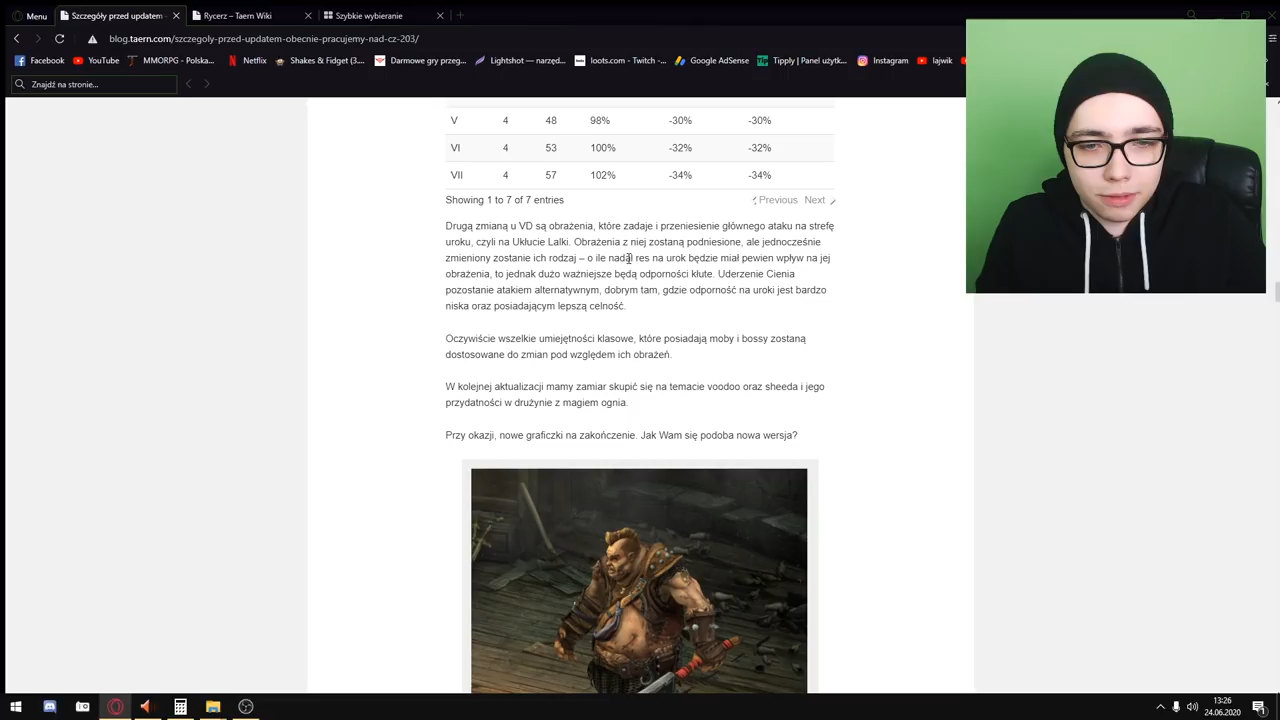 Menu
Szczegóły przed updatem
Rycerz – Taern Wiki
Szybkie wybieranie
blog.taern.com/szczegoly-przed-updatem-obecnie-pracujemy-nad-cz-203/
Facebook YouTube MMORPG - Polska... Netflix Shakes & Fidget (3.... Darmowe gry przeg... Lightshot — narzęd... loots.com - Twitch -... Google AdSense Tipply | Panel użytk... Instagram lajwik
Znajdź na stronie...
V 4 48 98% -30% -30%
VI 4 53 100% -32% -32%
VII 4 57 102% -34% -34%
Showing 1 to 7 of 7 entries Previous Next
Drugą zmianą u VD są obrażenia, które zadaje i przeniesienie głównego ataku na strefę
uroku, czyli na Ukłucie Lalki. Obrażenia z niej zostaną podniesione, ale jednocześnie
zmieniony zostanie ich rodzaj – o ile nadal res na urok będzie miał pewien wpływ na jej
obrażenia, to jednak dużo ważniejsze będą odporności kłute. Uderzenie Cienia
pozostanie atakiem alternatywnym, dobrym tam, gdzie odporność na uroki jest bardzo
niska oraz posiadającym lepszą celność.
Oczywiście wszelkie umiejętności klasowe, które posiadają moby i bossy zostaną
dostosowane do zmian pod względem ich obrażeń.
W kolejnej aktualizacji mamy zamiar skupić się na temacie voodoo oraz sheeda i jego
przydatności w drużynie z magiem ognia.
Przy okazji, nowe graficzki na zakończenie. Jak Wam się podoba nowa wersja?
13:26
24.06.2020